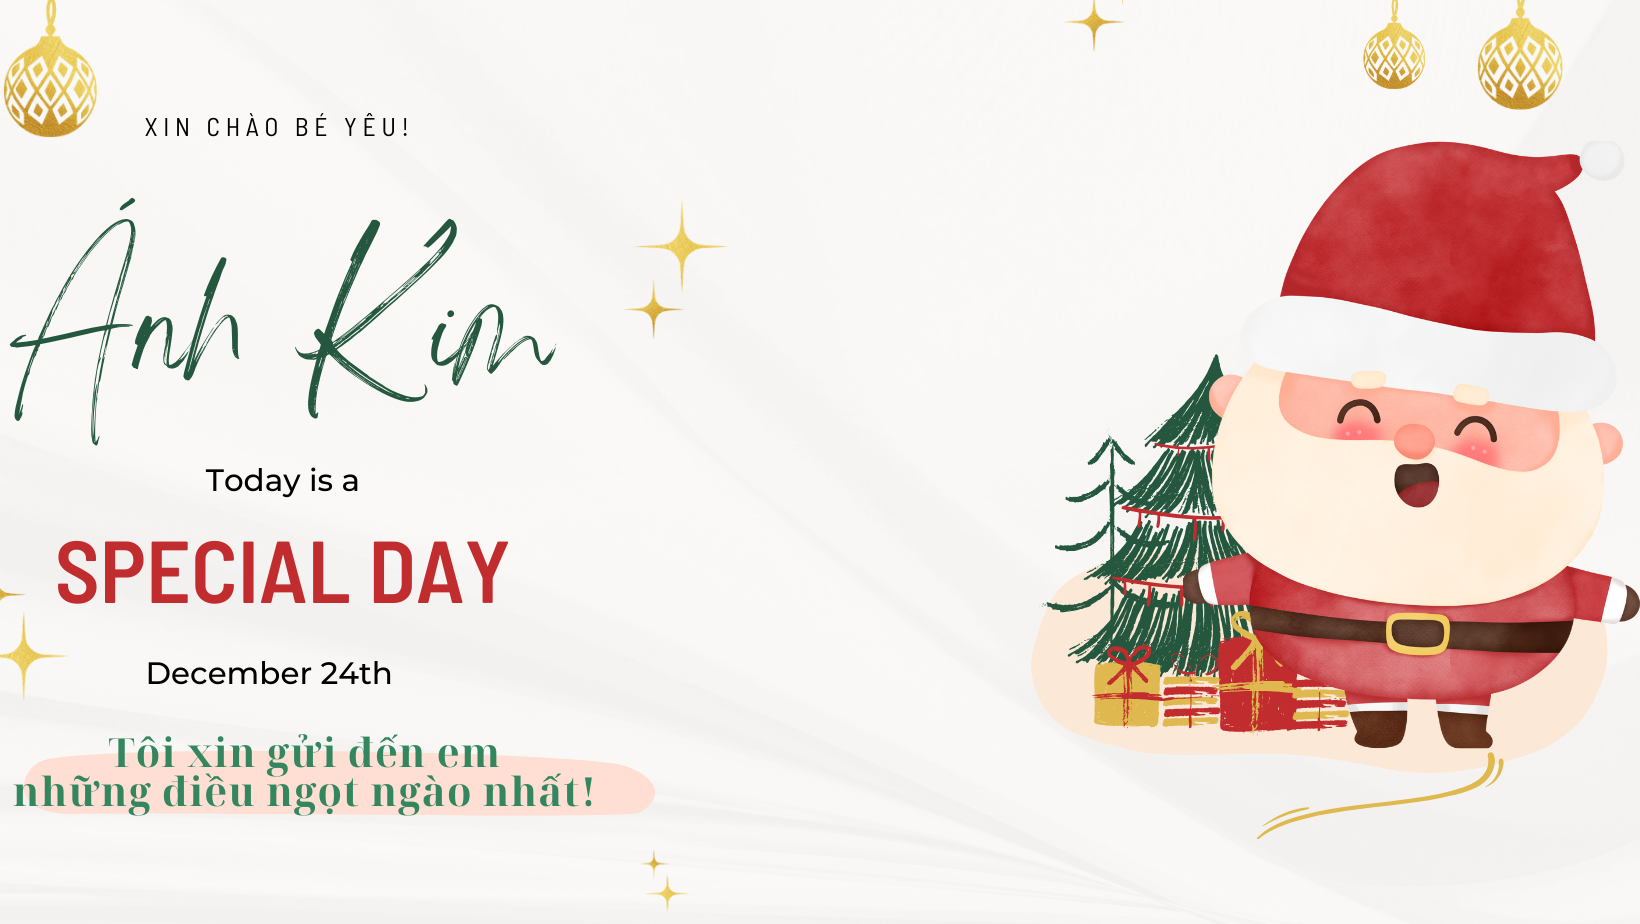 XIN CHÀO BÉ YÊU!
Ánh Kim
Today is a
SPECIAL DAY
December 24th
Tôi xin gửi đến em
những điều ngọt ngào nhất!